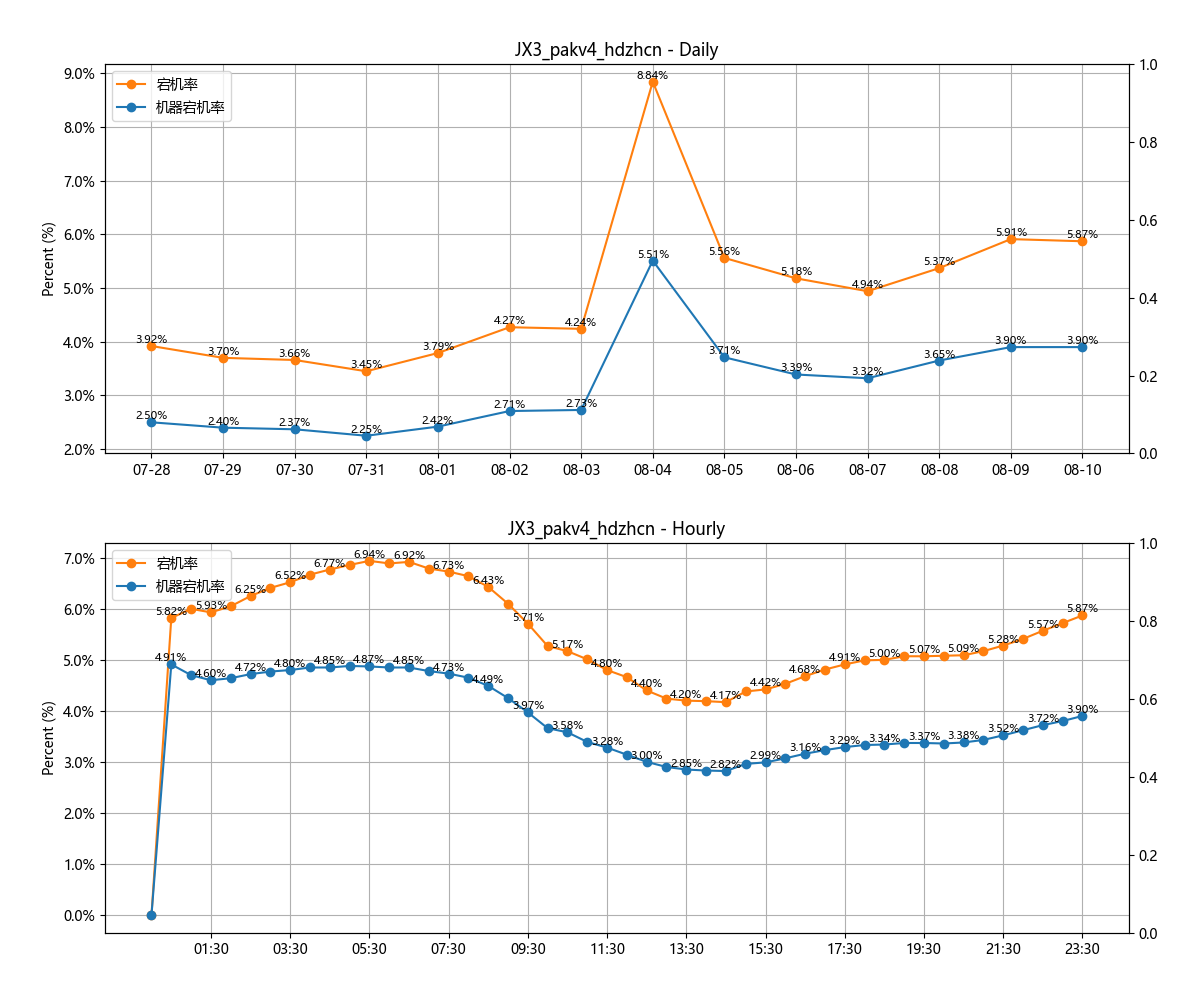 JX3_pakv4_hdzhcn - Daily
宕机率
机器宕机率
Percent (%)
9.0%
8.0%
7.0%
6.0%
5.0%
4.0%
3.0%
2.0%
1.0
0.8
0.6
0.4
0.2
0.0
3.92% 3.70% 3.66% 3.45% 3.79% 4.27% 4.24% 8.84% 5.56% 5.18% 4.94% 5.37% 5.91% 5.87%
2.50% 2.40% 2.37% 2.25% 2.42% 2.71% 2.73% 5.51% 3.71% 3.39% 3.32% 3.65% 3.90% 3.90%
07-28 07-29 07-30 07-31 08-01 08-02 08-03 08-04 08-05 08-06 08-07 08-08 08-09 08-10
JX3_pakv4_hdzhcn - Hourly
宕机率
机器宕机率
Percent (%)
7.0%
6.0%
5.0%
4.0%
3.0%
2.0%
1.0%
0.0%
1.0
0.8
0.6
0.4
0.2
0.0
5.82% 5.93% 6.25% 6.52% 6.77% 6.94% 6.92% 6.73% 6.43% 5.71% 5.17% 4.80% 4.40% 4.20% 4.17% 4.42% 4.68% 4.91% 5.00% 5.07% 5.09% 5.28% 5.57% 5.87%
4.91% 4.60% 4.72% 4.80% 4.85% 4.87% 4.85% 4.73% 4.49% 3.97% 3.58% 3.28% 3.00% 2.85% 2.82% 2.99% 3.16% 3.29% 3.34% 3.37% 3.38% 3.52% 3.72% 3.90%
01:30 03:30 05:30 07:30 09:30 11:30 13:30 15:30 17:30 19:30 21:30 23:30